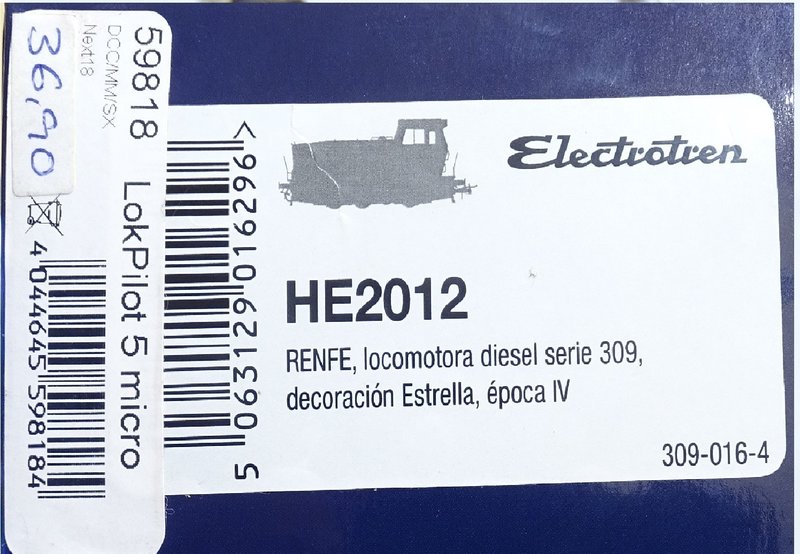 36,90
59818
DCC/MM/SX
Next18
LokPilot 5 micro
4 044645 598184
5 063129 016296 >
Electrotren
HE2012
RENFE, locomotora diesel serie 309,
decoración Estrella, época IV
309-016-4